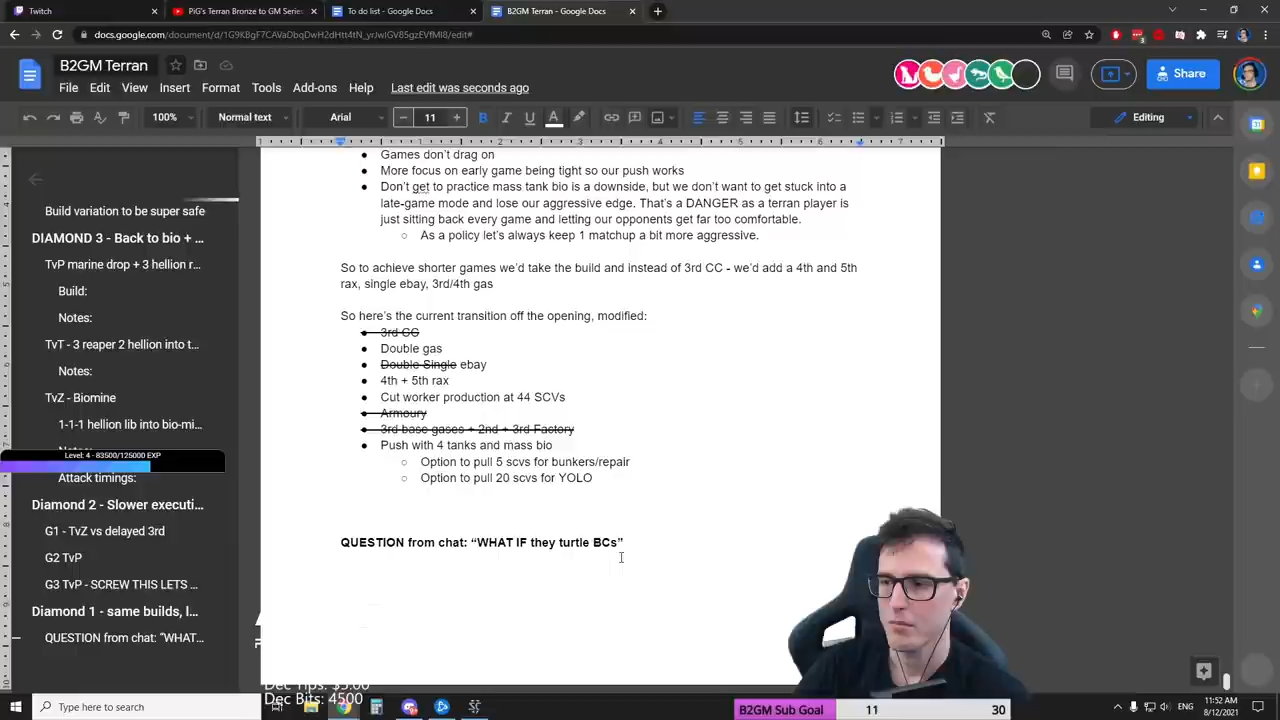 Twitch
PiG's Terran Bronze to GM Series
To do list - Google Docs
B2GM Terran - Google Docs
docs.google.com/document/d/
B2GM Terran
Share
File Edit View Insert Format Tools Add-ons Help
Last edit was seconds ago
100% Normal text Arial 11 Editing
Build variation to be super safe
DIAMOND 3 - Back to bio + ...
TvP marine drop + 3 hellion r...
Build:
Notes:
TvT - 3 reaper 2 hellion into t...
Notes:
TvZ - Biomine
1-1-1 hellion lib into bio-mi...
Level: 4 - 83500/125000 EXP
Attack timings:
Diamond 2 - Slower executi...
G1 - TvZ vs delayed 3rd
G2 TvP
G3 TvP - SCREW THIS LETS ...
Diamond 1 - same builds, l...
QUESTION from chat: “WHAT...
● Games don’t drag on
● More focus on early game being tight so our push works
● Don’t get to practice mass tank bio is a downside, but we don’t want to get stuck into a
late-game mode and lose our aggressive edge. That’s a DANGER as a terran player is
just sitting back every game and letting our opponents get far too comfortable.
○ As a policy let’s always keep 1 matchup a bit more aggressive.
So to achieve shorter games we’d take the build and instead of 3rd CC - we’d add a 4th and 5th
rax, single ebay, 3rd/4th gas
So here’s the current transition off the opening, modified:
● 3rd CC
● Double gas
● Double Single ebay
● 4th + 5th rax
● Cut worker production at 44 SCVs
● Armoury
● 3rd base gases + 2nd + 3rd Factory
● Push with 4 tanks and mass bio
○ Option to pull 5 scvs for bunkers/repair
○ Option to pull 20 scvs for YOLO
QUESTION from chat: “WHAT IF they turtle BCs”
Dec Tips: $5.00
Dec Bits: 4500
B2GM Sub Goal 11 30
Type here to search
11:52 AM
8/12/2021